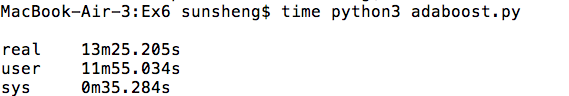 MacBook-Air-3:Ex6 sunsheng$ time python3 adaboost.py
real 13m25.205s
user 11m55.034s
sys 0m35.284s